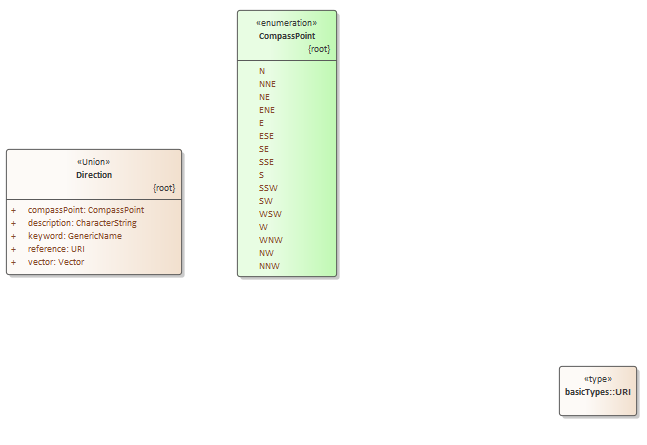 «enumeration»
CompassPoint
{root}
N
NNE
NE
ENE
E
ESE
SE
SSE
S
SSW
SW
WSW
W
WNW
NW
NNW
«Union»
Direction
{root}
+ compassPoint: CompassPoint
+ description: CharacterString
+ keyword: GenericName
+ reference: URI
+ vector: Vector
«type»
basicTypes::URI